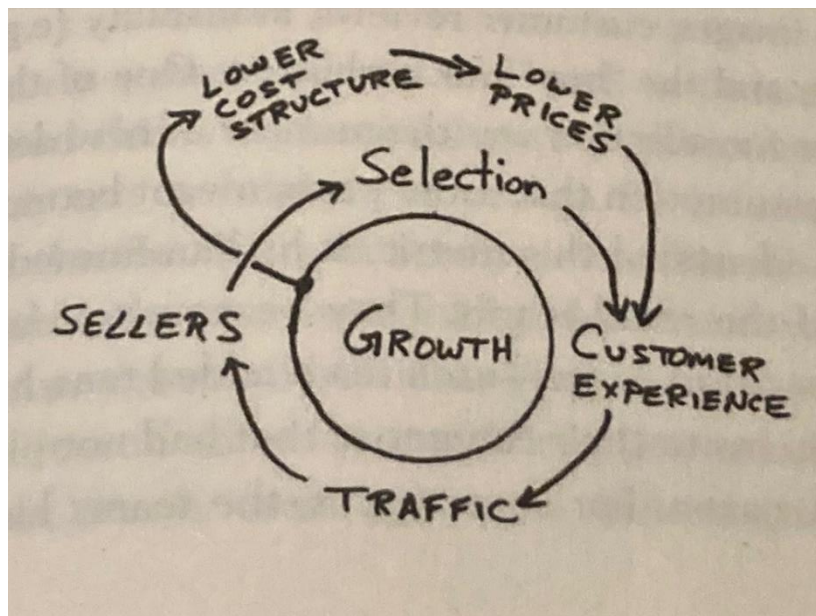 LOWER
COST
STRUCTURE
LOWER
PRICES
Selection
SELLERS
GROWTH
CUSTOMER
EXPERIENCE
TRAFFIC